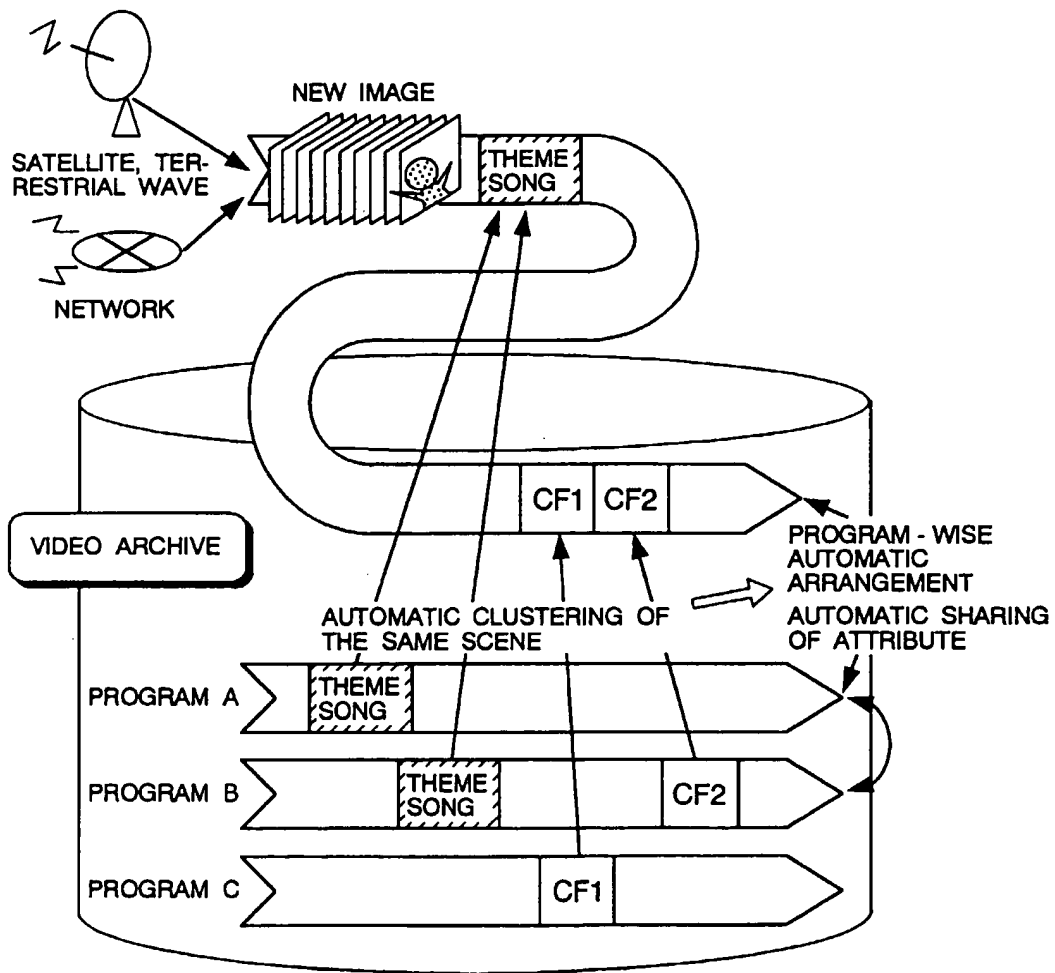 NEW IMAGE
SATELLITE, TER-
RESTRIAL WAVE
THEME
SONG
NETWORK
CF1
CF2
VIDEO ARCHIVE
PROGRAM - WISE
AUTOMATIC
ARRANGEMENT
AUTOMATIC SHARING
OF ATTRIBUTE
AUTOMATIC CLUSTERING OF
THE SAME SCENE
PROGRAM A
THEME
SONG
PROGRAM B
THEME
SONG
CF2
PROGRAM C
CF1